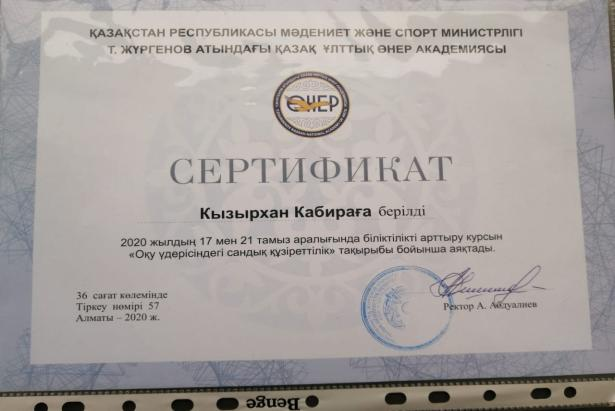 ҚАЗАҚСТАН РЕСПУБЛИКАСЫ МӘДЕНИЕТ ЖӘНЕ СПОРТ МИНИСТРЛІГІ
Т. ЖҮРГЕНОВ АТЫНДАҒЫ ҚАЗАҚ ҰЛТТЫҚ ӨНЕР АКАДЕМИЯСЫ
ӨНЕР
СЕРТИФИКАТ
Кызырхан Кабираға берілді
2020 жылдың 17 мен 21 тамыз аралығында біліктілікті арттыру курсын
«Оқу үдерісіндегі сандық құзіреттілік» тақырыбы бойынша аяқтады.
36 сағат көлемінде
Тіркеу нөмірі 57
Алматы – 2020 ж.
Ректор А. Абдуалиев
Benge